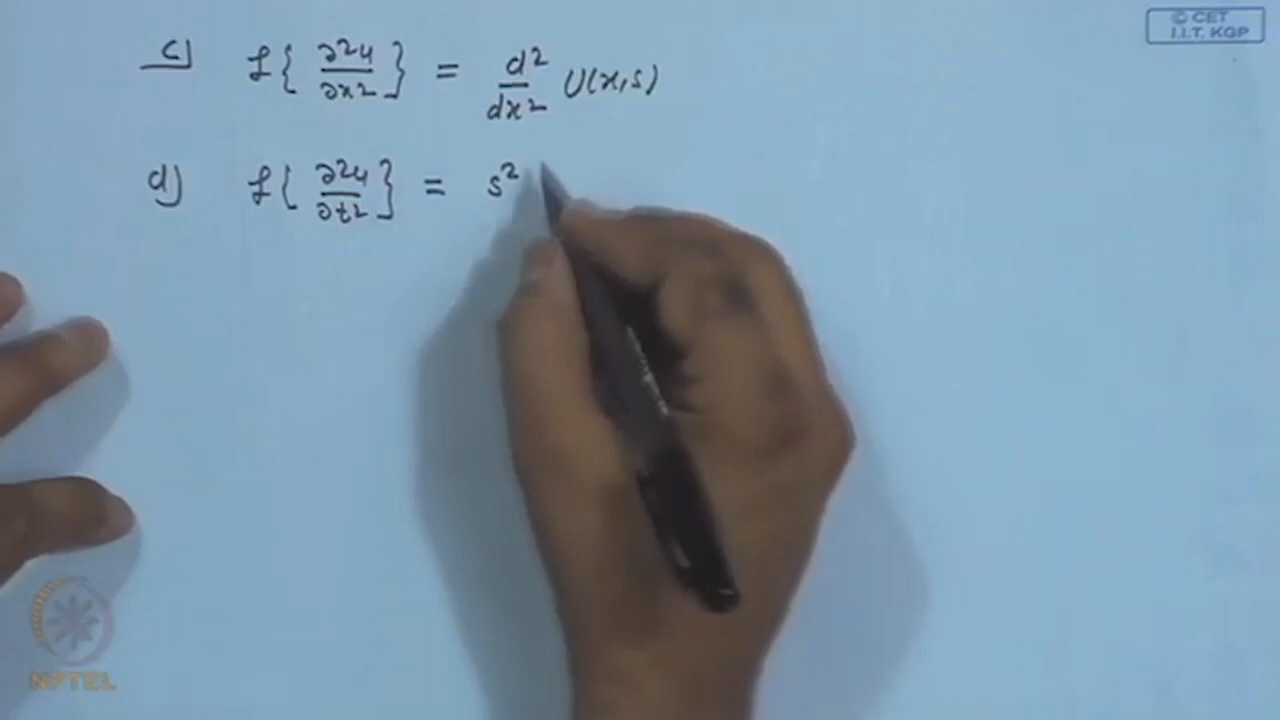 © CET
I.I.T. KGP
c) ℒ{ ∂²u/∂x² } = d²/dx² U(x,s)
d) ℒ{ ∂²u/∂t² } = s²
NPTEL